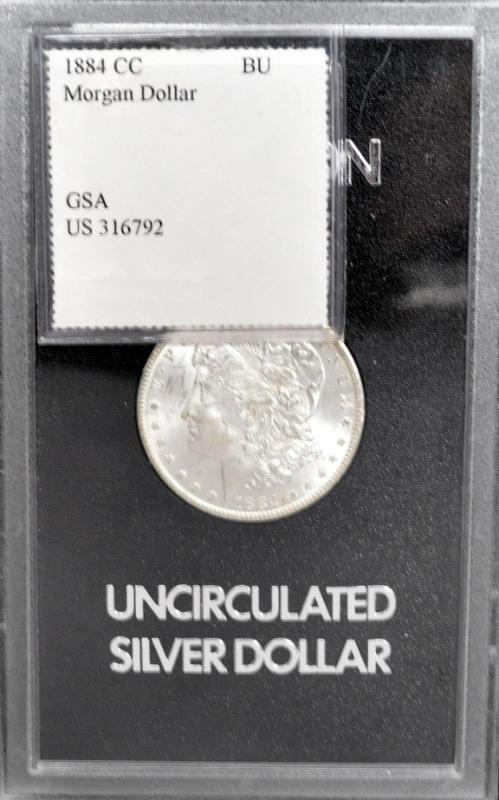 1884 CC BU
Morgan Dollar
GSA
US 316792
N
UNCIRCULATED
SILVER DOLLAR